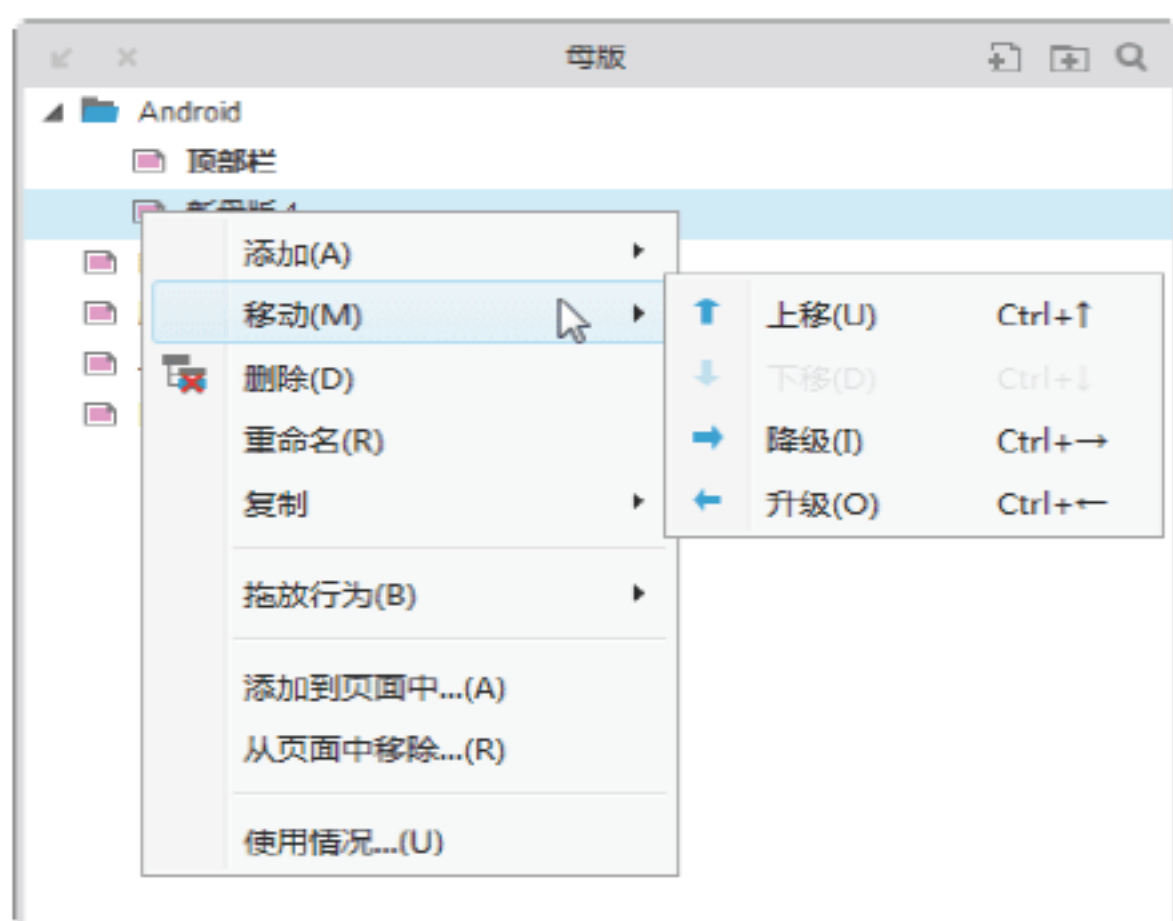 母版
Android
顶部栏
添加(A)
移动(M)
上移(U) Ctrl+↑
下移(D) Ctrl+↓
删除(D)
降级(I) Ctrl+→
重命名(R)
升级(O) Ctrl+←
复制
拖放行为(B)
添加到页面中...(A)
从页面中移除...(R)
使用情况...(U)